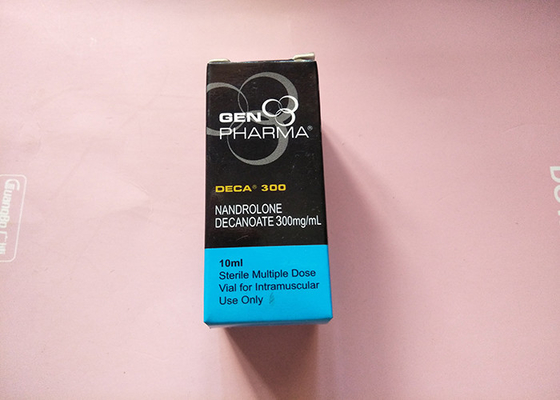 GEN
PHARMA®
DECA® 300
NANDROLONE
DECANOATE 300mg/mL
10ml
Sterile Multiple Dose
Vial for Intramuscular
Use Only